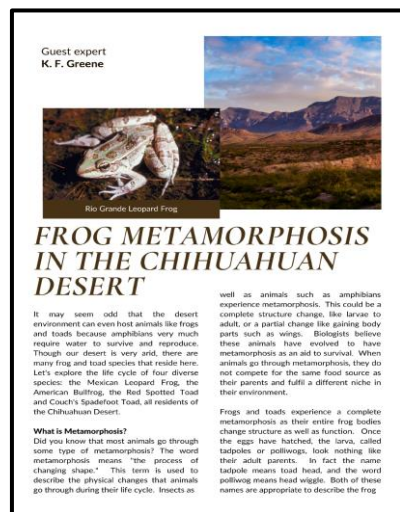 Guest expert
K. F. Greene
Rio Grande Leopard Frog
FROG METAMORPHOSIS
IN THE CHIHUAHUAN
DESERT
It may seem odd that the desert
environment can even host animals like frogs
and toads because amphibians very much
require water to survive and reproduce.
Though our desert is very arid, there are
many frog and toad species that reside here.
Let's explore the life cycle of four diverse
species: the Mexican Leopard Frog, the
American Bullfrog, the Red Spotted Toad
and Couch's Spadefoot Toad, all residents of
the Chihuahuan Desert.
What is Metamorphosis?
Did you know that most animals go through
some type of metamorphosis? The word
metamorphosis means "the process of
changing shape." This term is used to
describe the physical changes that animals
go through during their life cycle. Insects as
well as animals such as amphibians
experience metamorphosis. This could be a
complete structure change, like larvae to
adult, or a partial change like gaining body
parts such as wings. Biologists believe
these animals have evolved to have
metamorphosis as an aid to survival. When
animals go through metamorphosis, they do
not compete for the same food source as
their parents and fulfil a different niche in
their environment.
Frogs and toads experience a complete
metamorphosis as their entire frog bodies
change structure as well as function. Once
the eggs have hatched, the larva, called
tadpoles or polliwogs, look nothing like
their adult parents. In fact the name
tadpole means toad head, and the word
polliwog means head wiggle. Both of these
names are appropriate to describe the frog